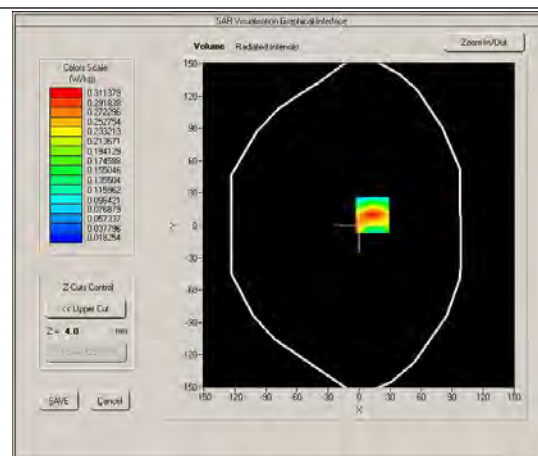 SAR Visualisation Graphical Interface
Volume Radiated Intensity
Zoom In/Out
Colors Scale
(W/kg)
0.311379
0.291838
0.272296
0.252754
0.233213
0.213671
0.194129
0.174588
0.155046
0.135504
0.115962
0.096421
0.076879
0.057337
0.037796
0.018254
Z Cuts Control
<< Upper Cut
Z = 4.0 mm
SAVE
Cancel
150
120
90
60
30
Y
0
-30
-60
-90
-120
-150
-150 -120 -90 -60 -30 0 30 60 90 120 150
X